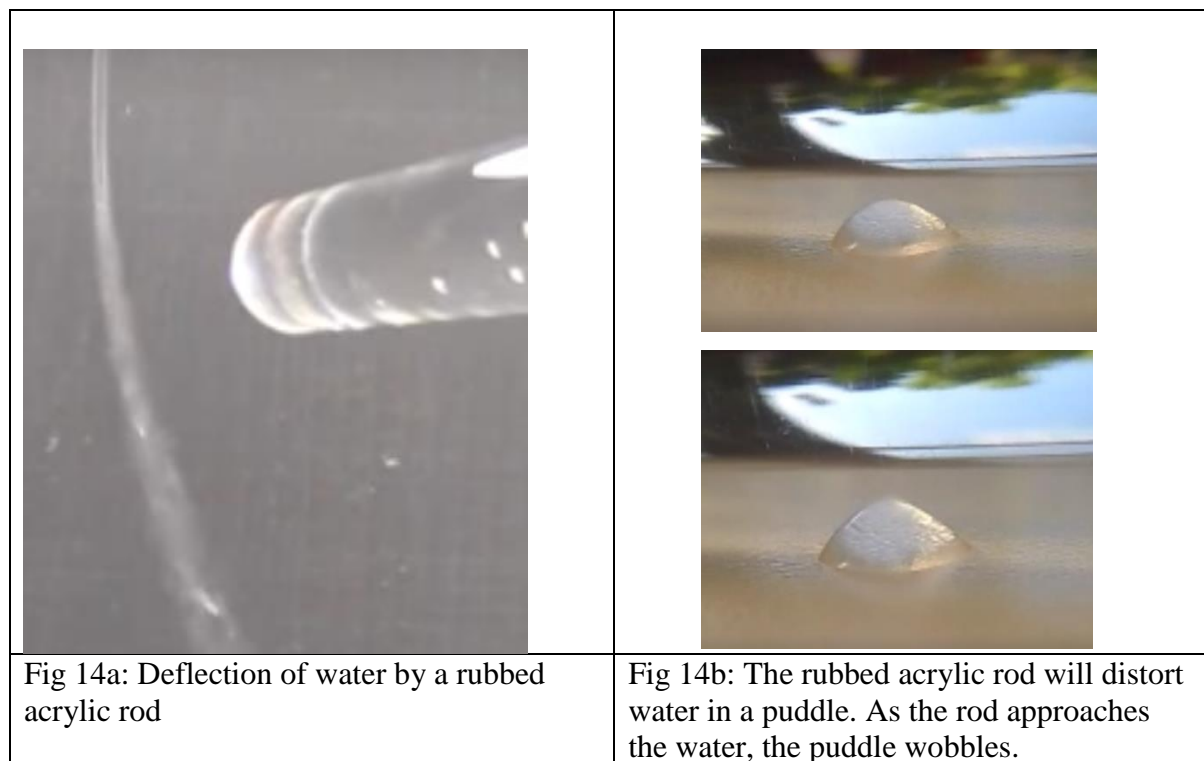 Fig 14a: Deflection of water by a rubbed
acrylic rod
Fig 14b: The rubbed acrylic rod will distort
water in a puddle. As the rod approaches
the water, the puddle wobbles.